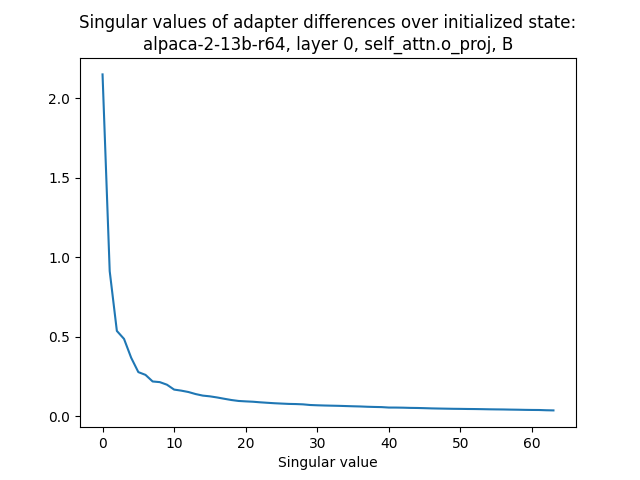 Singular values of adapter differences over initialized state:
alpaca-2-13b-r64, layer 0, self_attn.o_proj, B
2.0
1.5
1.0
0.5
0.0
0 10 20 30 40 50 60
Singular value